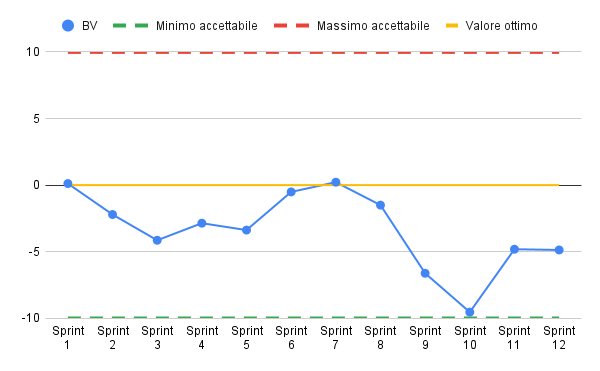 BV Minimo accettabile Massimo accettabile Valore ottimo
10
5
0
-5
-10
Sprint Sprint Sprint Sprint Sprint Sprint Sprint Sprint Sprint Sprint Sprint Sprint
1 2 3 4 5 6 7 8 9 10 11 12